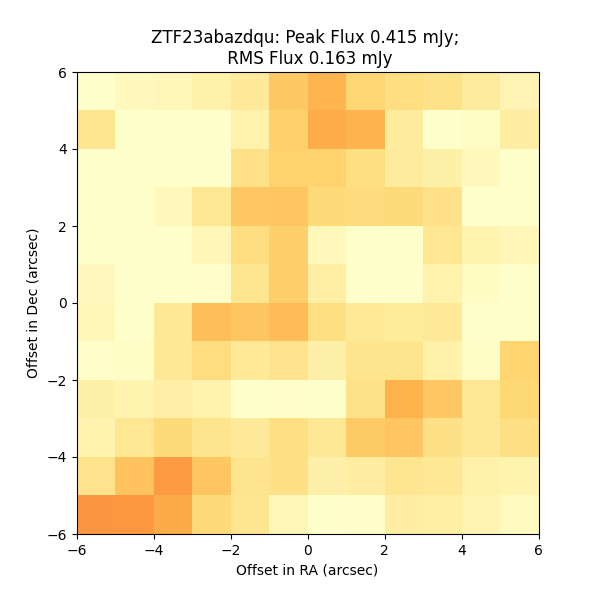 ZTF23abazdqu: Peak Flux 0.415 mJy;
RMS Flux 0.163 mJy
6
4
2
0
−2
−4
−6
Offset in Dec (arcsec)
−6 −4 −2 0 2 4 6
Offset in RA (arcsec)